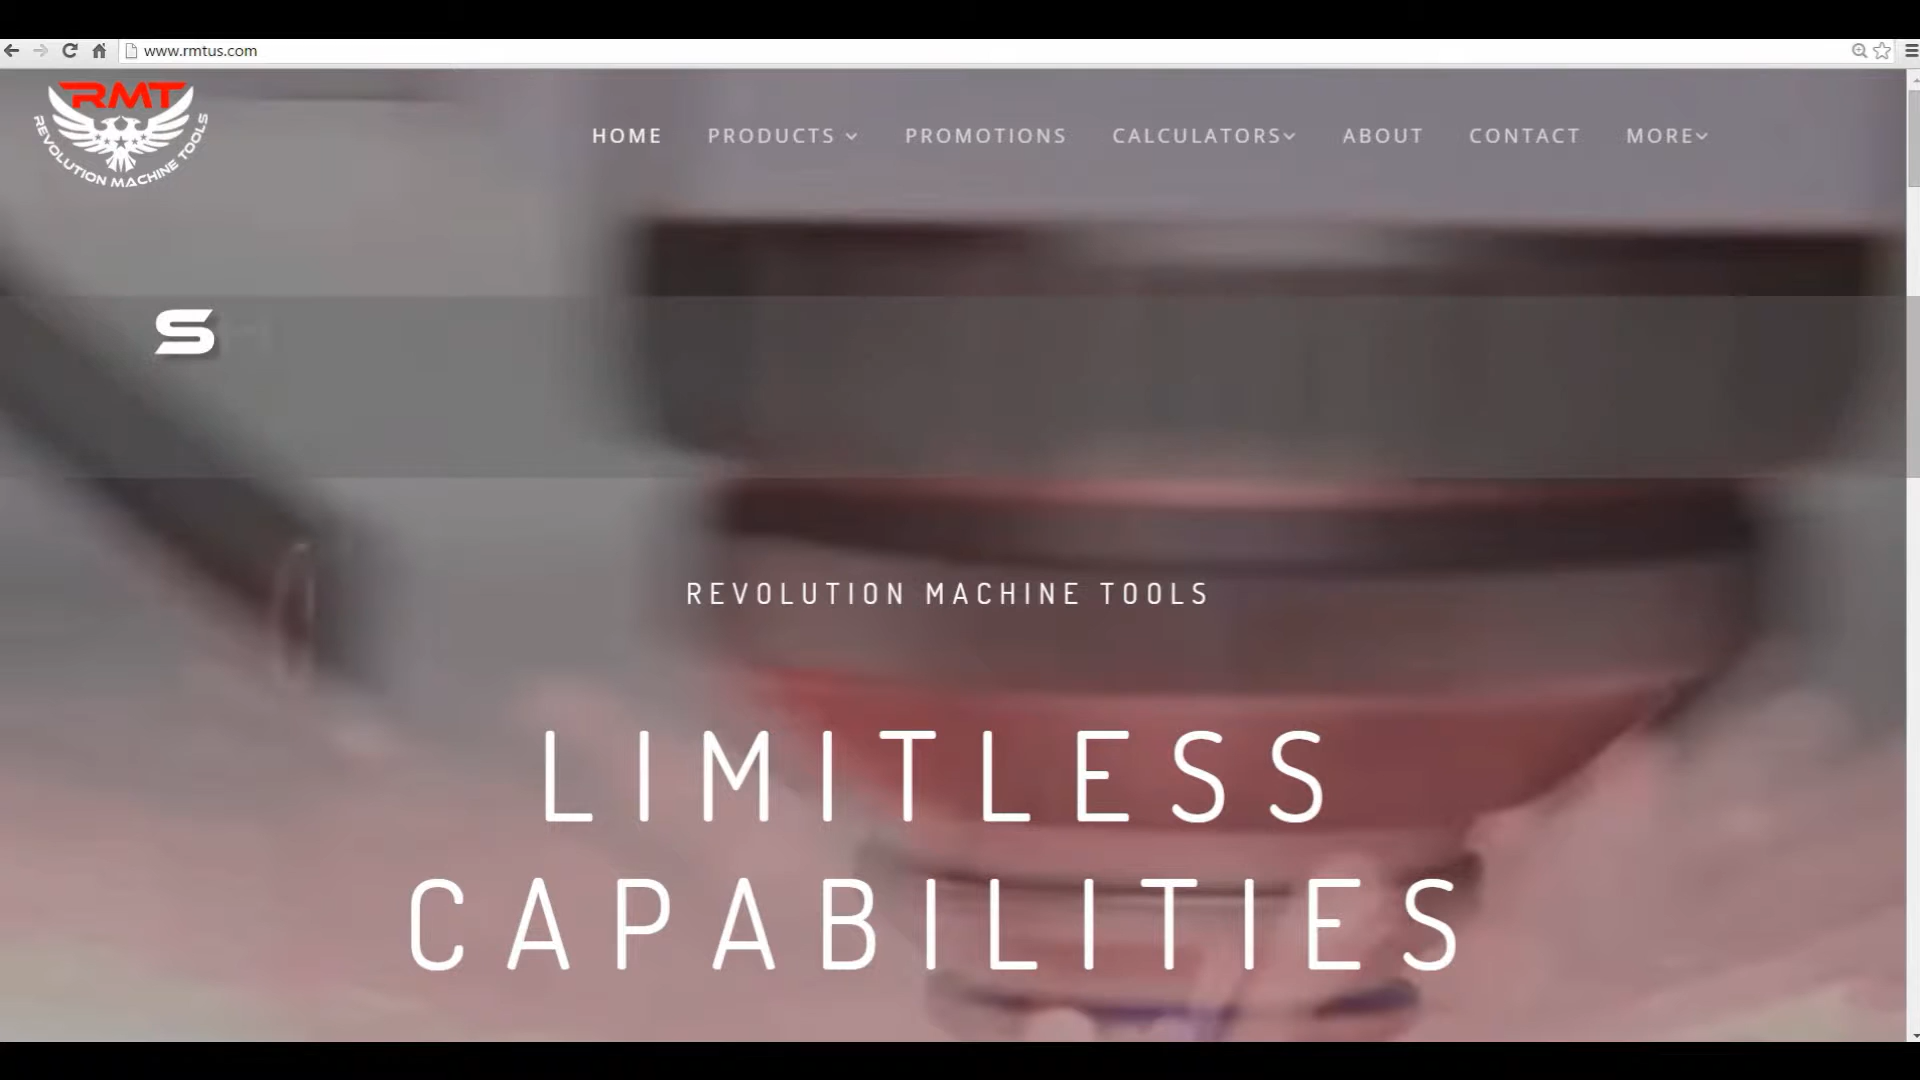 www.rmtus.com
RMT
REVOLUTION MACHINE TOOLS
HOME PRODUCTS PROMOTIONS CALCULATORS ABOUT CONTACT MORE
S
REVOLUTION MACHINE TOOLS
LIMITLESS
CAPABILITIES